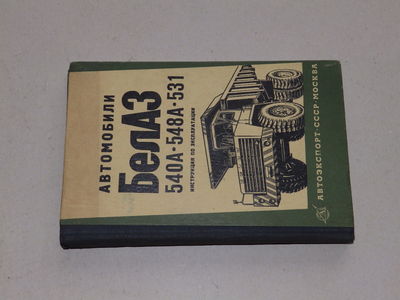 АВТОМОБИЛИ
БелАЗ
540А·548А·531
ИНСТРУКЦИЯ ПО ЭКСПЛУАТАЦИИ
АВТОЭКСПОРТ·СССР·МОСКВА